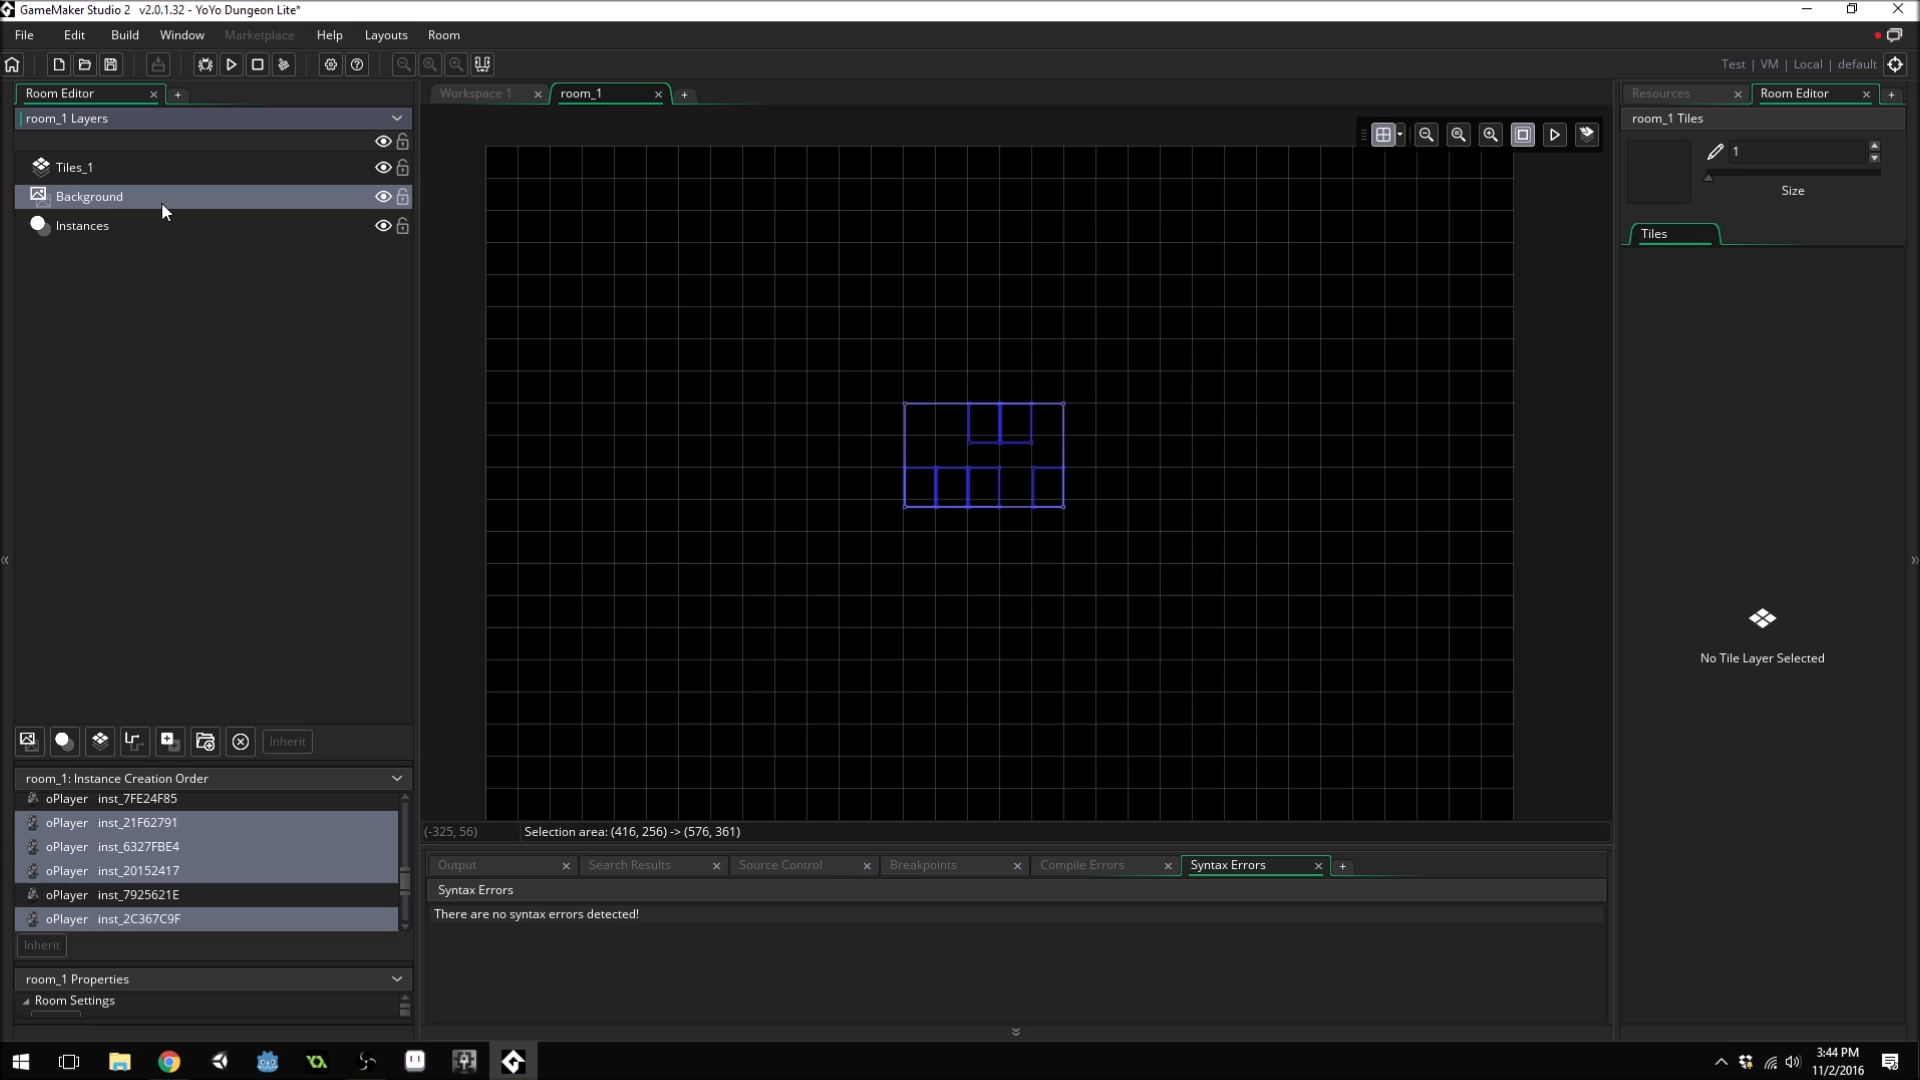 GameMaker Studio 2   v2.0.1.32 - YoYo Dungeon Lite*
File   Edit   Build   Window   Marketplace   Help   Layouts   Room
Test | VM | Local | default
Room Editor
Workspace 1   room_1
Resources   Room Editor
room_1 Layers
room_1 Tiles
Tiles_1
Background
Instances
1
Size
Tiles
No Tile Layer Selected
Inherit
room_1: Instance Creation Order
oPlayer   inst_7FE24F85
oPlayer   inst_21F62791
oPlayer   inst_6327FBE4
oPlayer   inst_20152417
oPlayer   inst_7925621E
oPlayer   inst_2C367C9F
Inherit
room_1 Properties
Room Settings
(-325, 56)   Selection area: (416, 256) -> (576, 361)
Output   Search Results   Source Control   Breakpoints   Compile Errors   Syntax Errors
Syntax Errors
There are no syntax errors detected!
3:44 PM
11/2/2016